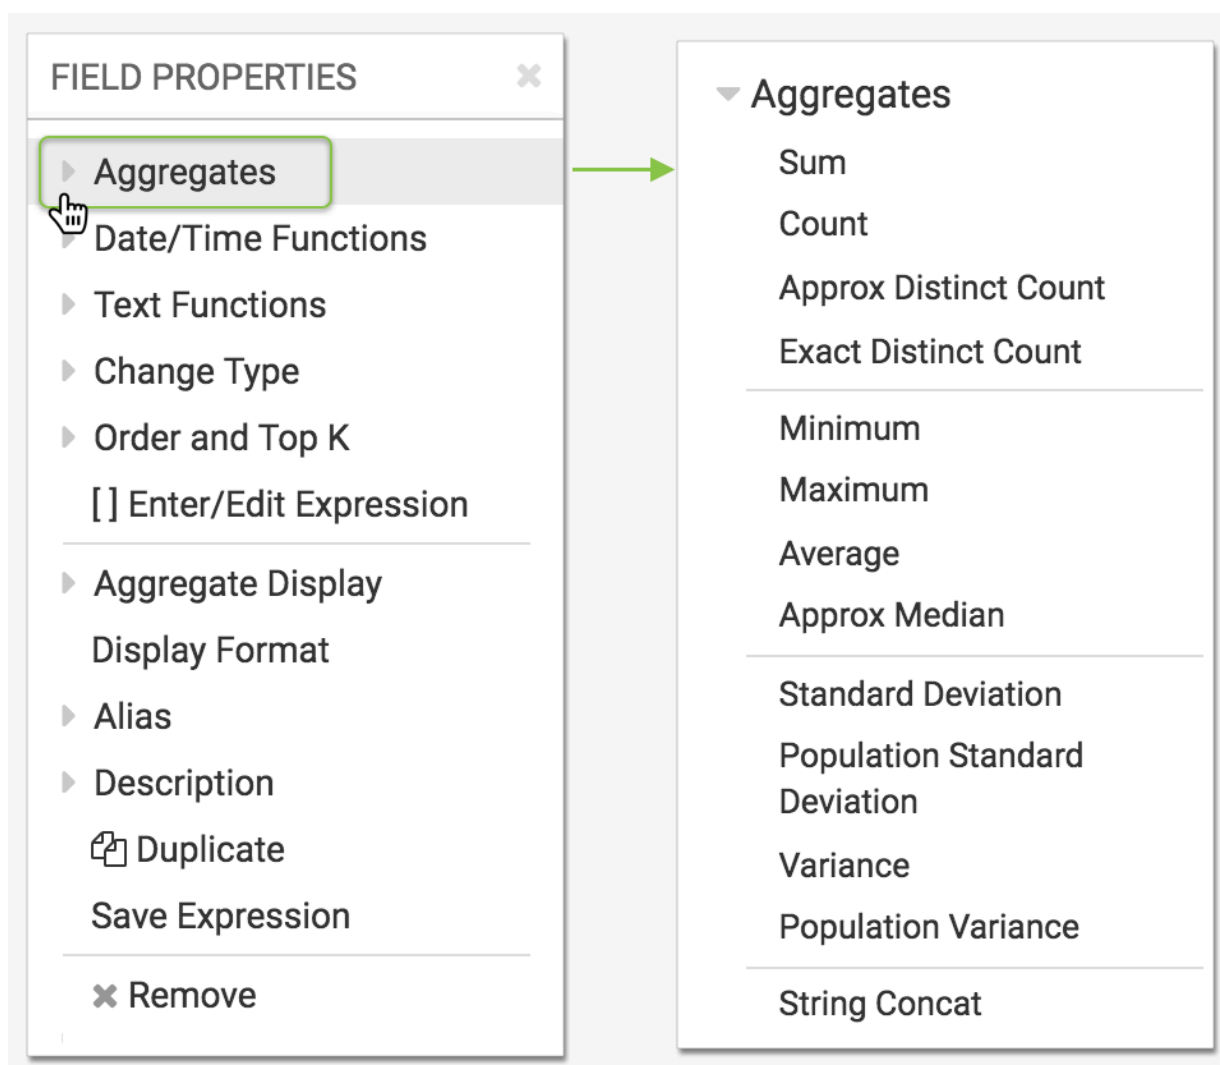 FIELD PROPERTIES
Aggregates
Date/Time Functions
Text Functions
Change Type
Order and Top K
[ ] Enter/Edit Expression
Aggregate Display
Display Format
Alias
Description
Duplicate
Save Expression
Remove
Aggregates
Sum
Count
Approx Distinct Count
Exact Distinct Count
Minimum
Maximum
Average
Approx Median
Standard Deviation
Population Standard
Deviation
Variance
Population Variance
String Concat